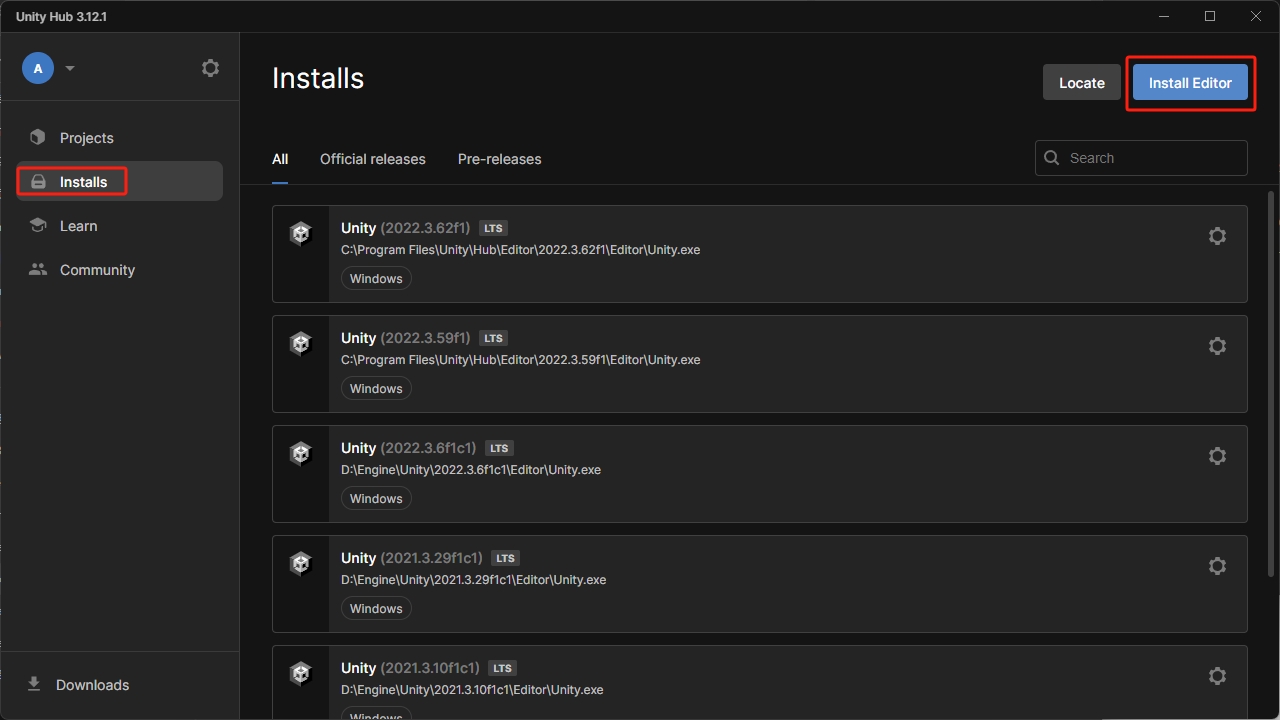 Unity Hub 3.12.1
A
Projects
Installs
Learn
Community
Downloads
Installs
Locate
Install Editor
All Official releases Pre-releases
Search
Unity (2022.3.62f1) LTS
C:\Program Files\Unity\Hub\Editor\2022.3.62f1\Editor\Unity.exe
Windows
Unity (2022.3.59f1) LTS
C:\Program Files\Unity\Hub\Editor\2022.3.59f1\Editor\Unity.exe
Windows
Unity (2022.3.6f1c1) LTS
D:\Engine\Unity\2022.3.6f1c1\Editor\Unity.exe
Windows
Unity (2021.3.29f1c1) LTS
D:\Engine\Unity\2021.3.29f1c1\Editor\Unity.exe
Windows
Unity (2021.3.10f1c1) LTS
D:\Engine\Unity\2021.3.10f1c1\Editor\Unity.exe
Windows